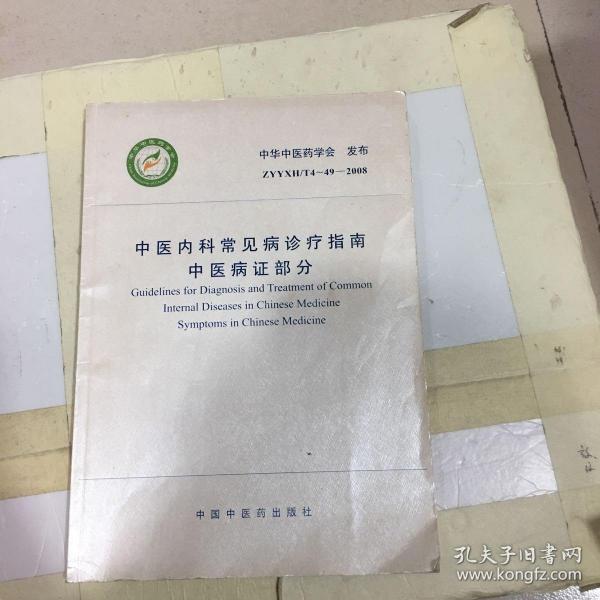 中华中医药学会 发布
ZYYXH/T4~49—2008
中医内科常见病诊疗指南
中医病证部分
Guidelines for Diagnosis and Treatment of Common
Internal Diseases in Chinese Medicine
Symptoms in Chinese Medicine
中国中医药出版社
孔夫子旧书网
www.kongfz.com